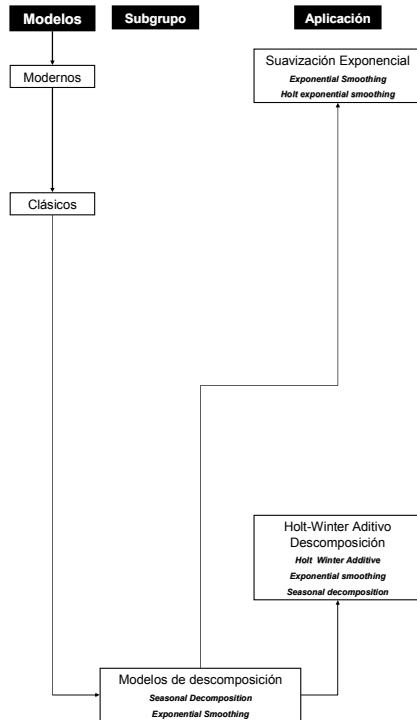 Modelos
Subgrupo
Aplicación
Modernos
Suavización Exponencial
Exponential Smoothing
Holt exponential smoothing
Clásicos
Holt-Winter Aditivo
Descomposición
Holt Winter Additive
Exponential smoothing
Seasonal decomposition
Modelos de descomposición
Seasonal Decomposition
Exponential Smoothing